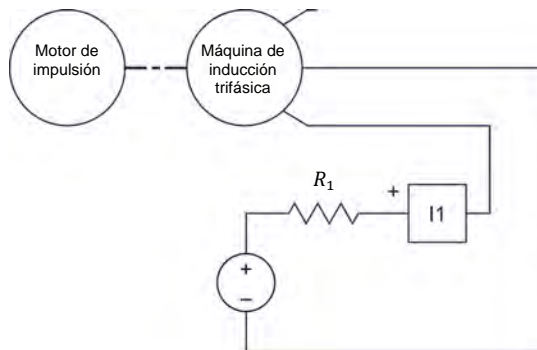 Motor de
impulsión
Máquina de
inducción
trifásica
R₁
+
I1
+
−